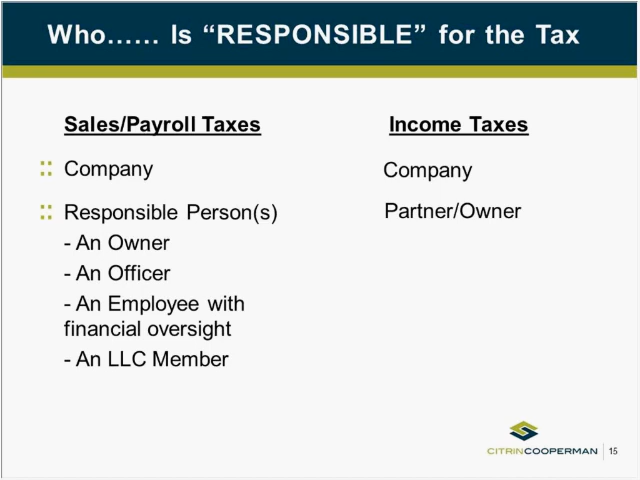 Who...... Is “RESPONSIBLE” for the Tax
Sales/Payroll Taxes
Company
Responsible Person(s)
- An Owner
- An Officer
- An Employee with
financial oversight
- An LLC Member
Income Taxes
Company
Partner/Owner
CITRINCOOPERMAN
15